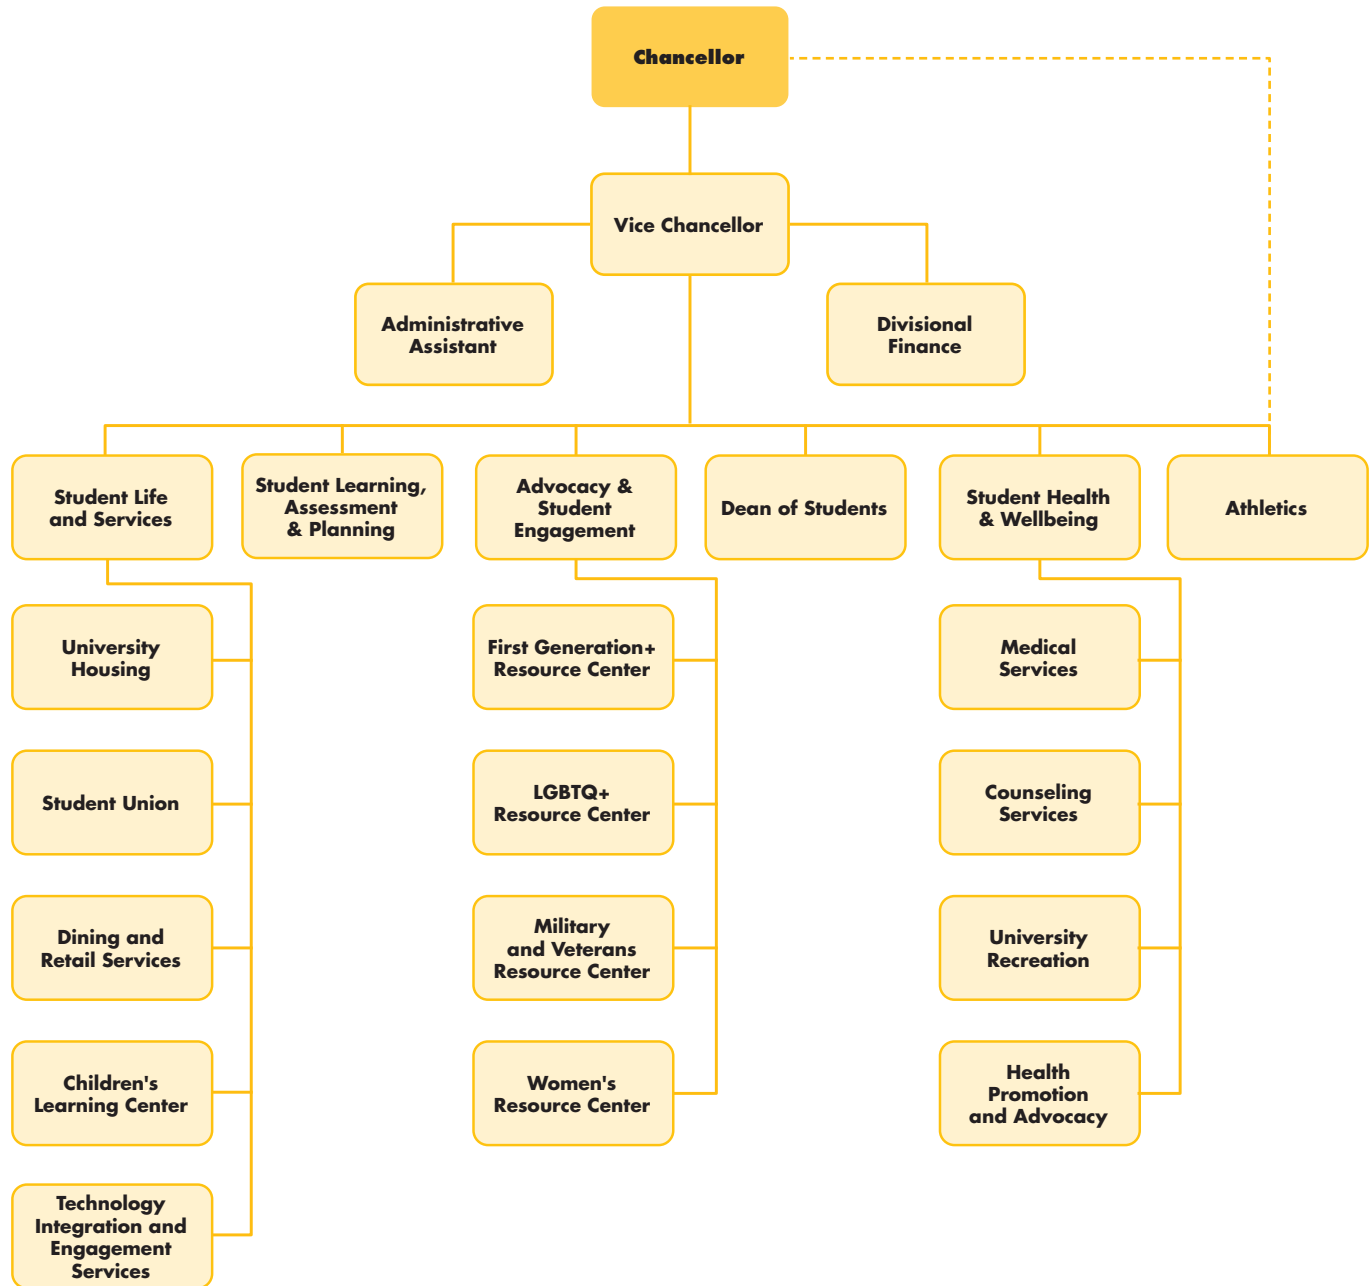 Chancellor
Vice Chancellor
Administrative
Assistant
Divisional
Finance
Student Life
and Services
Student Learning,
Assessment
& Planning
Advocacy &
Student
Engagement
Dean of Students
Student Health
& Wellbeing
Athletics
University
Housing
First Generation+
Resource Center
Medical
Services
Student Union
LGBTQ+
Resource Center
Counseling
Services
Dining and
Retail Services
Military
and Veterans
Resource Center
University
Recreation
Children's
Learning Center
Women's
Resource Center
Health
Promotion
and Advocacy
Technology
Integration and
Engagement
Services